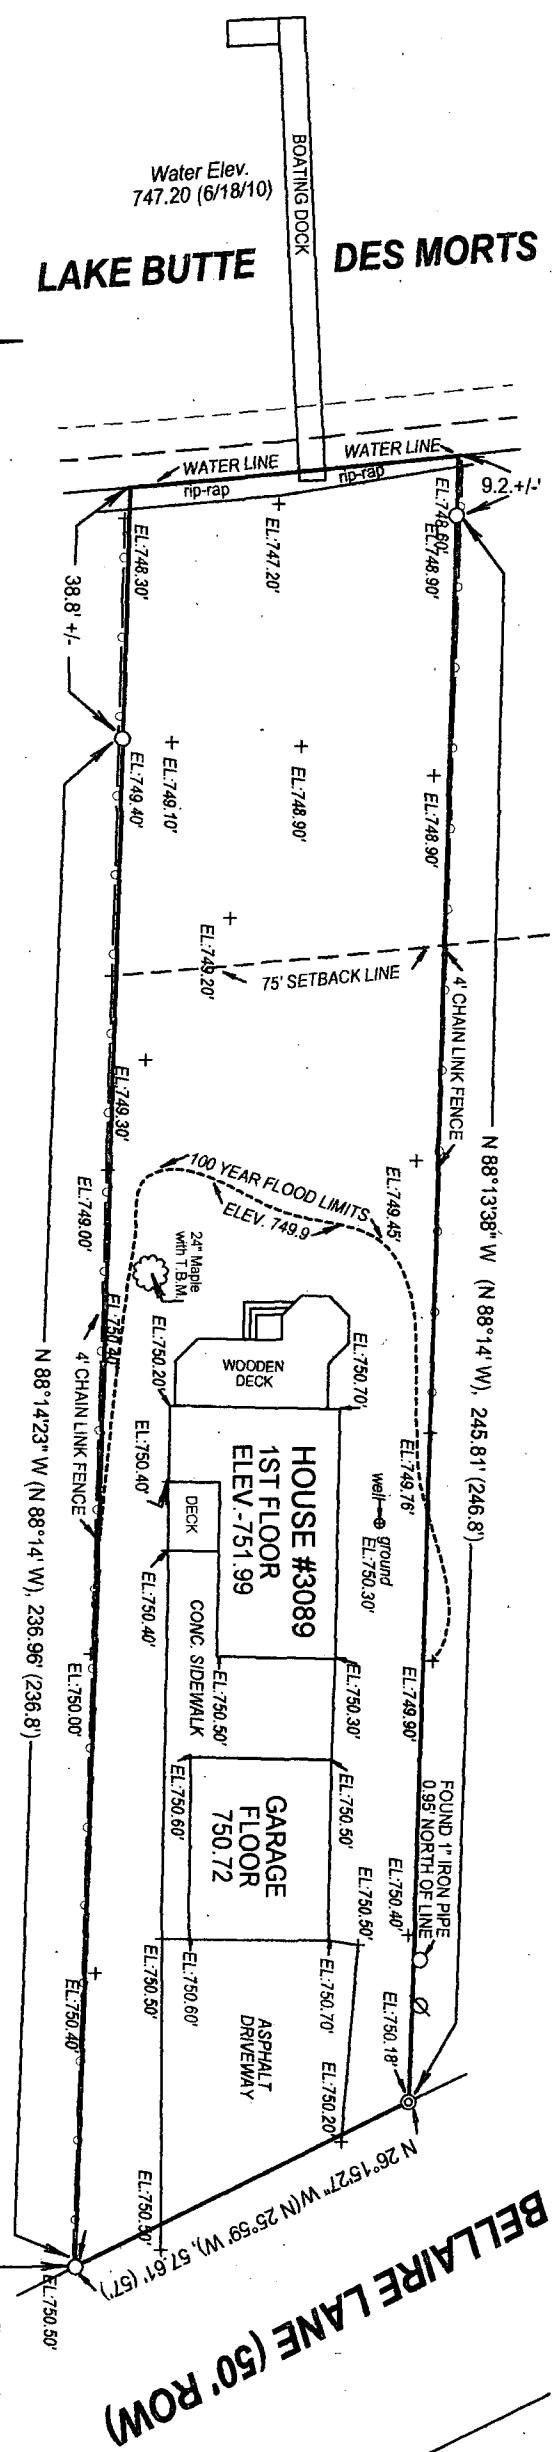 Water Elev.
747.20 (6/18/10)
BOATING DOCK
LAKE BUTTE DES MORTS
WATER LINE
WATER LINE
rip-rap
rip-rap
9.2.+/-'
EL:748.60'
EL:748.90'
EL:747.20'
EL:748.30'
38.8' +/-
EL:749.40'
EL:749.10'
EL:748.90'
EL:748.90'
EL:749.20'
75' SETBACK LINE
4' CHAIN LINK FENCE
EL:749.30'
N 88°13'38" W (N 88°14' W), 245.81' (246.8')
100 YEAR FLOOD LIMITS
ELEV. 749.9
EL:749.45'
EL:749.00'
24" Maple
with T.B.M.
EL:750.40'
EL:750.20'
WOODEN
DECK
EL:750.70'
4' CHAIN LINK FENCE
N 88°14'23" W (N 88°14' W), 236.96' (236.8')
EL:750.40'
HOUSE #3089
1ST FLOOR
ELEV.-751.99
DECK
well
ground
EL:750.30'
EL:749.76'
EL:750.40'
CONC. SIDEWALK
EL:750.50'
EL:750.30'
EL:749.90'
EL:750.00'
EL:750.60'
GARAGE
FLOOR
750.72
EL:750.50'
FOUND 1" IRON PIPE
0.95' NORTH OF LINE
EL:750.40'
EL:750.50'
EL:750.50'
EL:750.60'
EL:750.70'
EL:750.40'
ASPHALT
DRIVEWAY
EL:750.18'
EL:750.20'
EL:750.50'
N 26°15'27" W(N 25°59' W), 57.61' (57')
EL:750.50'
BELLAIRE LANE (50' ROW)